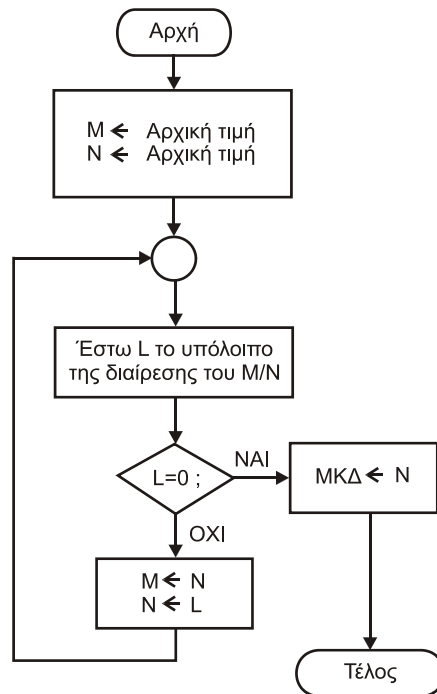 Αρχή
Μ ← Αρχική τιμή
Ν ← Αρχική τιμή
Έστω L το υπόλοιπο
της διαίρεσης του Μ/Ν
L=0 ;
ΝΑΙ
ΜΚΔ ← Ν
ΟΧΙ
Μ ← Ν
Ν ← L
Τέλος